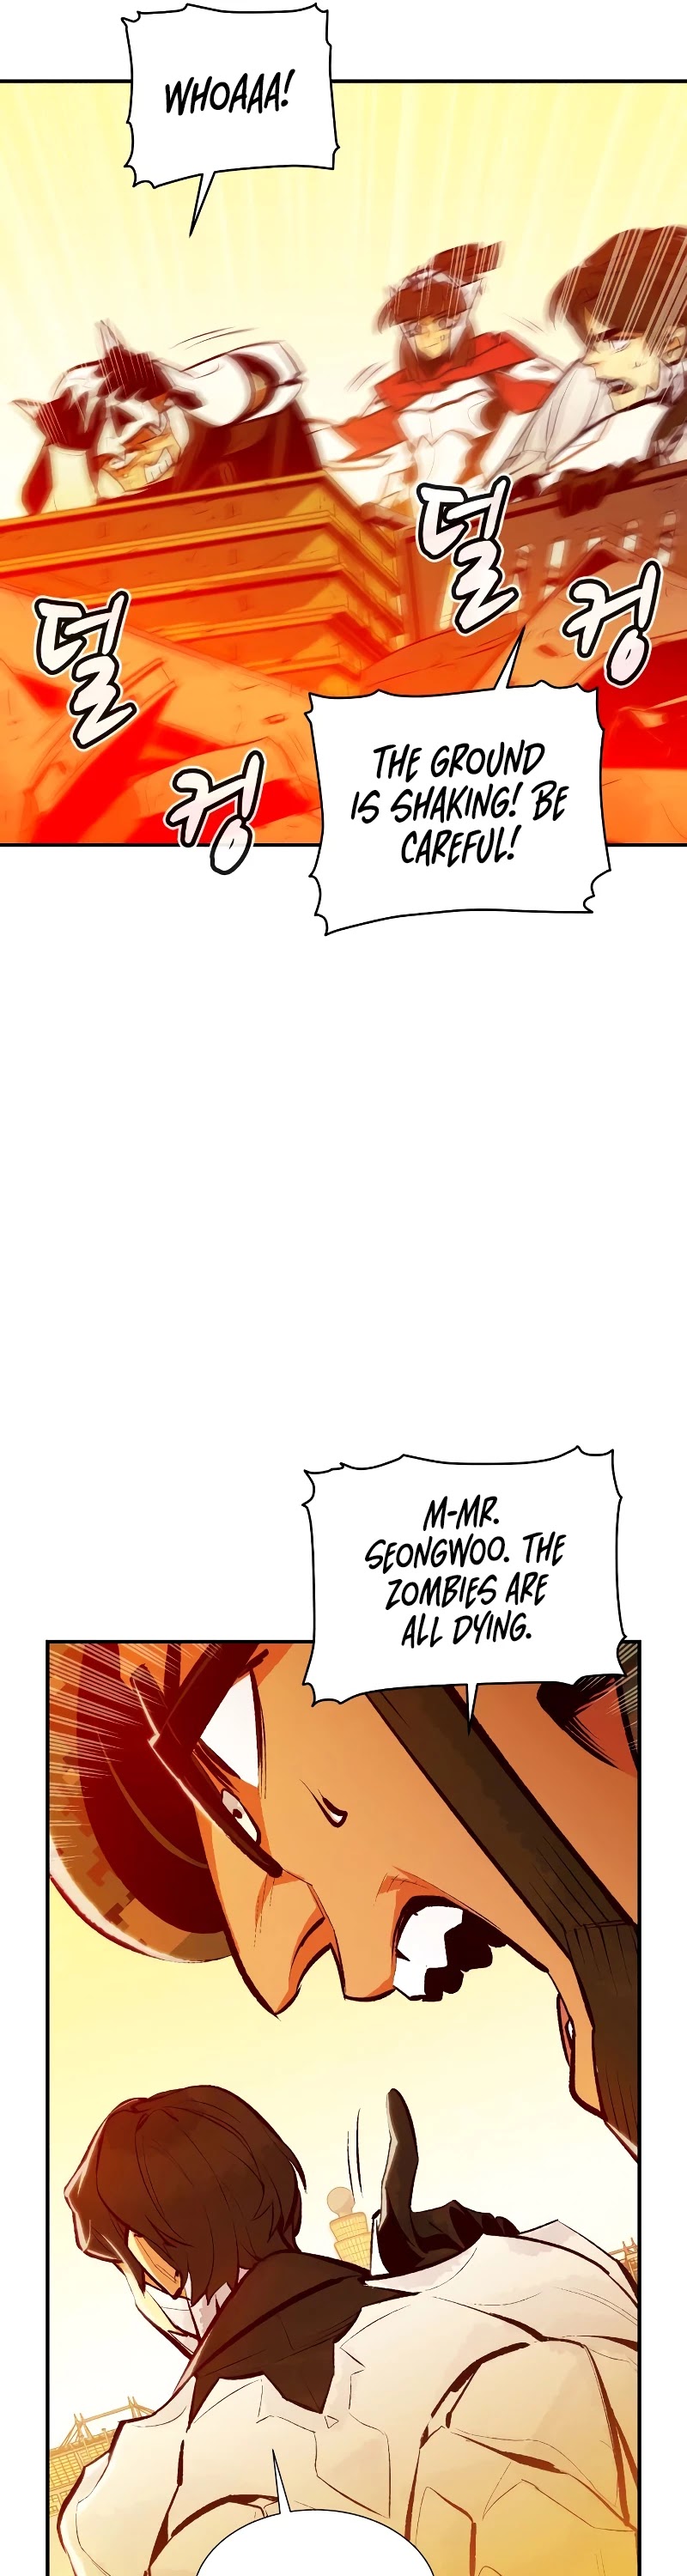 WHOAAA!
덜
컹
덜
컹
THE GROUND
IS SHAKING! BE
CAREFUL!
M-MR.
SEONGWOO. THE
ZOMBIES ARE
ALL DYING.